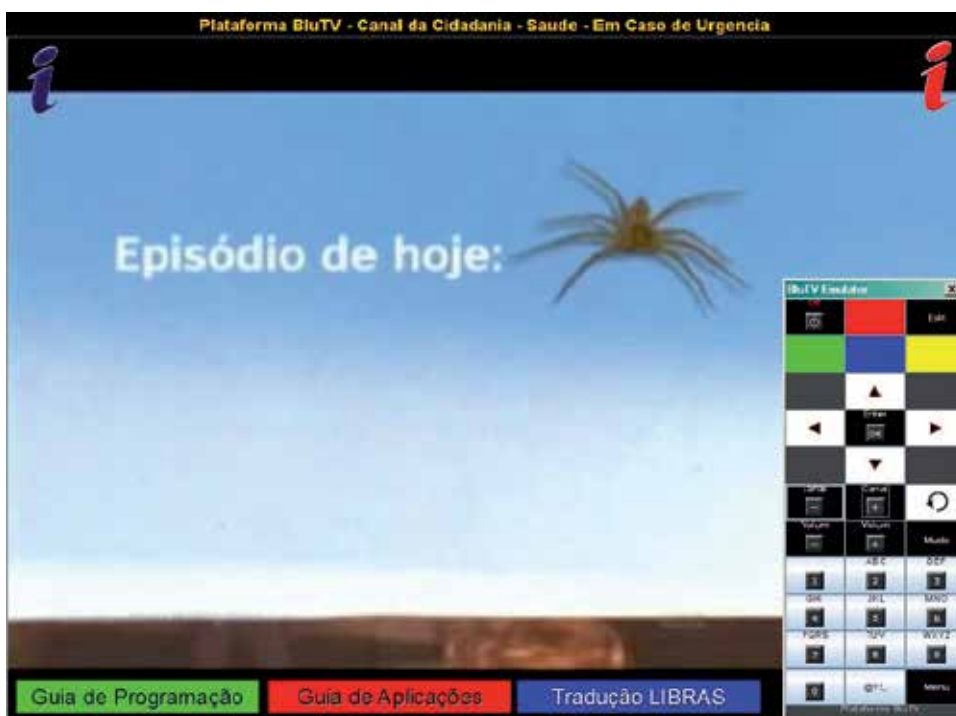 Plataforma BluTV - Canal da Cidadania - Saude - Em Caso de Urgencia
i
i
Episódio de hoje:
BluTV Emulator X
Exit
Enter
OK
Canal
- +
Volum Volum
- + Mudo
ABC DEF
1 2 3
GHI JKL MNO
4 5 6
PQRS TUV WXYZ
7 8 9
0 Menu
Plataforma BluTV
Guia de Programação Guia de Aplicações Tradução LIBRAS